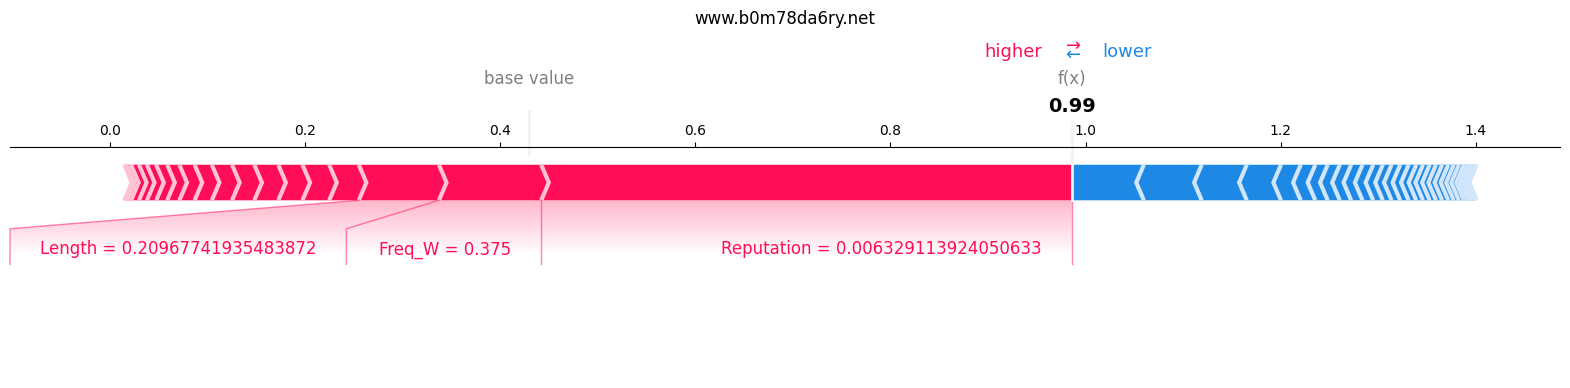 www.b0m78da6ry.net
higher ⇄ lower
base value f(x)
0.99
0.0 0.2 0.4 0.6 0.8 1.0 1.2 1.4
Length = 0.20967741935483872 Freq_W = 0.375 Reputation = 0.006329113924050633